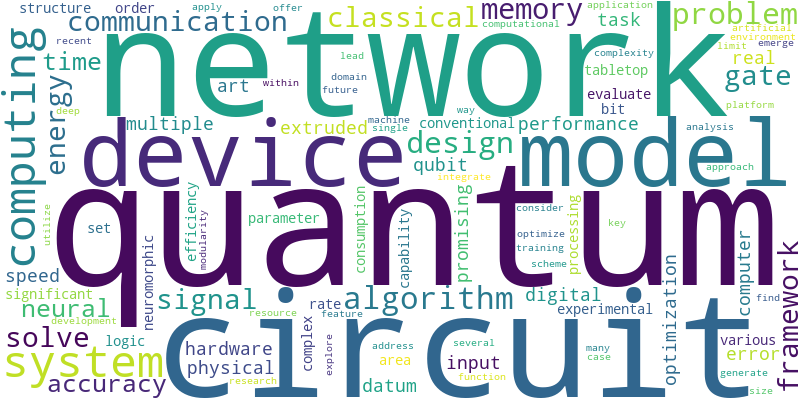 structure order apply offer application
communication classical memory task problem
recent computational artificial
network
environment
limit emerge
computing time art within lead domain future complexity tabletop real gate
energy deep machine way evaluate bit platform
multiple extruded single conventional performance analysis
device design model
qubit integrate approach
quantum
utilize set neuromorphic efficiency modularity parameter consumption capability promising consider processing key
optimize
training
scheme
speed significant neural development signal algorithm digital optimization computer find
rate experimental
resource feature
circuit
solve logic hardware complex explore address several many various framework
system physical area input case error
accuracy research datum function generate size